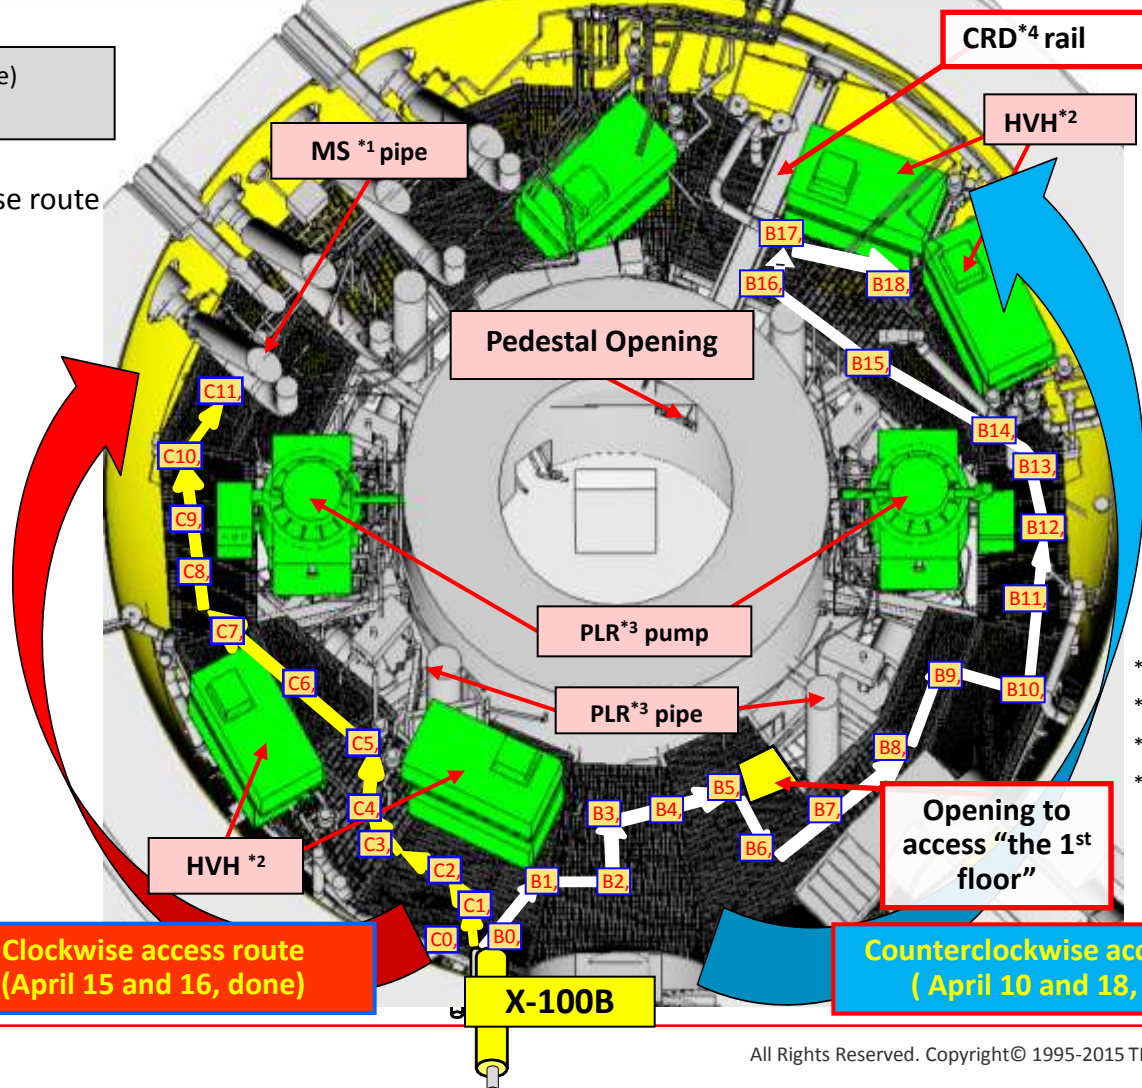 CRD*4 rail
e)
HVH*2
MS *1 pipe
se route
B17,
B16,
B18,
Pedestal Opening
B15,
C11,
B14,
C10,
B13,
C9,
B12,
C8,
B11,
C7,
PLR*3 pump
C6,
B9,
B10,
PLR*3 pipe
C5,
B8,
B5,
C4,
B3,
B4,
B7,
C3,
B6,
Opening to
access “the 1st
floor”
HVH *2
C2,
B1,
B2,
C1,
C0,
B0,
*
*
*
*
Clockwise access route
(April 15 and 16, done)
Counterclockwise acc
( April 10 and 18,
X-100B
All Rights Reserved. Copyright© 1995-2015 T